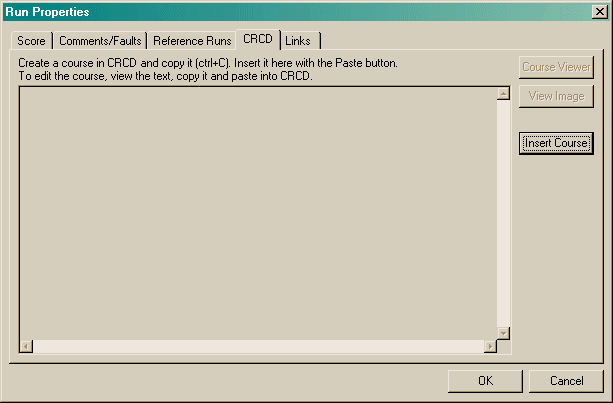 Run Properties
Score Comments/Faults Reference Runs CRCD Links
Create a course in CRCD and copy it (ctrl+C). Insert it here with the Paste button.
To edit the course, view the text, copy it and paste into CRCD.
Course Viewer
View Image
Insert Course
OK Cancel